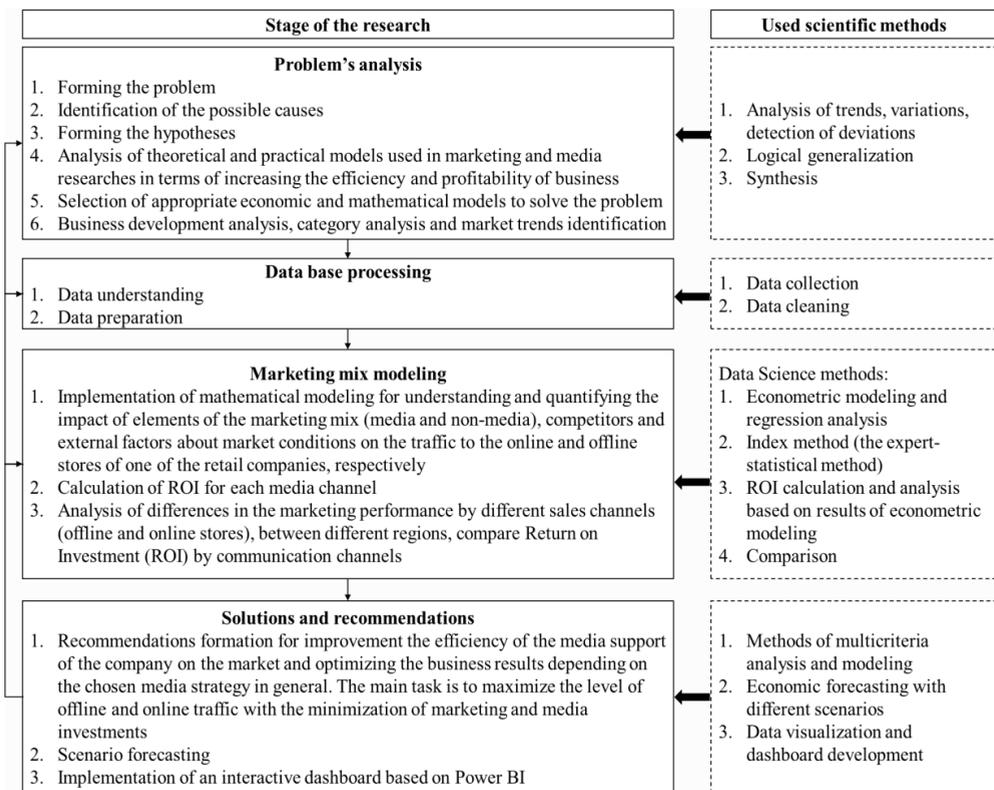 Stage of the research
Used scientific methods
Problem's analysis
1. Forming the problem
2. Identification of the possible causes
3. Forming the hypotheses
4. Analysis of theoretical and practical models used in marketing and media
researches in terms of increasing the efficiency and profitability of business
5. Selection of appropriate economic and mathematical models to solve the problem
6. Business development analysis, category analysis and market trends identification
1. Analysis of trends, variations,
detection of deviations
2. Logical generalization
3. Synthesis
Data base processing
1. Data understanding
2. Data preparation
1. Data collection
2. Data cleaning
Marketing mix modeling
1. Implementation of mathematical modeling for understanding and quantifying the
impact of elements of the marketing mix (media and non-media), competitors and
external factors about market conditions on the traffic to the online and offline
stores of one of the retail companies, respectively
2. Calculation of ROI for each media channel
3. Analysis of differences in the marketing performance by different sales channels
(offline and online stores), between different regions, compare Return on
Investment (ROI) by communication channels
Data Science methods:
1. Econometric modeling and
regression analysis
2. Index method (the expert-
statistical method)
3. ROI calculation and analysis
based on results of econometric
modeling
4. Comparison
Solutions and recommendations
1. Recommendations formation for improvement the efficiency of the media support
of the company on the market and optimizing the business results depending on
the chosen media strategy in general. The main task is to maximize the level of
offline and online traffic with the minimization of marketing and media
investments
2. Scenario forecasting
3. Implementation of an interactive dashboard based on Power BI
1. Methods of multicriteria
analysis and modeling
2. Economic forecasting with
different scenarios
3. Data visualization and
dashboard development